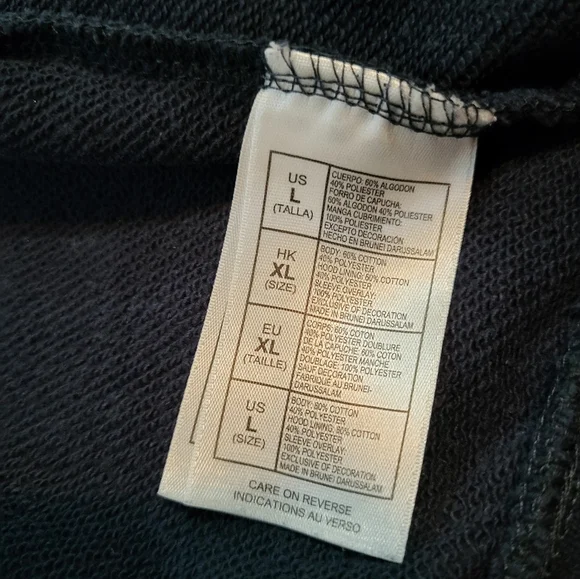 US
L
(TALLA)
CUERPO: 60% ALGODON
40% POLIESTER
FORRO DE CAPUCHA:
60% ALGODON 40% POLIESTER
MANGA CUBRIMIENTO:
100% POLIESTER
EXCEPTO DECORACIÓN
HECHO EN BRUNEI DARUSSALAM
HK
XL
(SIZE)
BODY: 60% COTTON
40% POLYESTER
HOOD LINING: 60% COTTON
40% POLYESTER
SLEEVE OVERLAY:
100% POLYESTER
EXCLUSIVE OF DECORATION
MADE IN BRUNEI DARUSSALAM
EU
XL
(TAILLE)
CORPS: 60% COTON
40% POLYESTER DOUBLURE
DE LA CAPUCHE: 60% COTON
40% POLYESTER MANCHE
DOUBLAGE: 100% POLYESTER
SAUF DECORATION
FABRIQUÉ AU BRUNEI-
DARUSSALAM
US
L
(SIZE)
BODY: 60% COTTON
40% POLYESTER
HOOD LINING: 60% COTTON
40% POLYESTER
SLEEVE OVERLAY:
100% POLYESTER
EXCLUSIVE OF DECORATION
MADE IN BRUNEI DARUSSALAM
CARE ON REVERSE
INDICATIONS AU VERSO